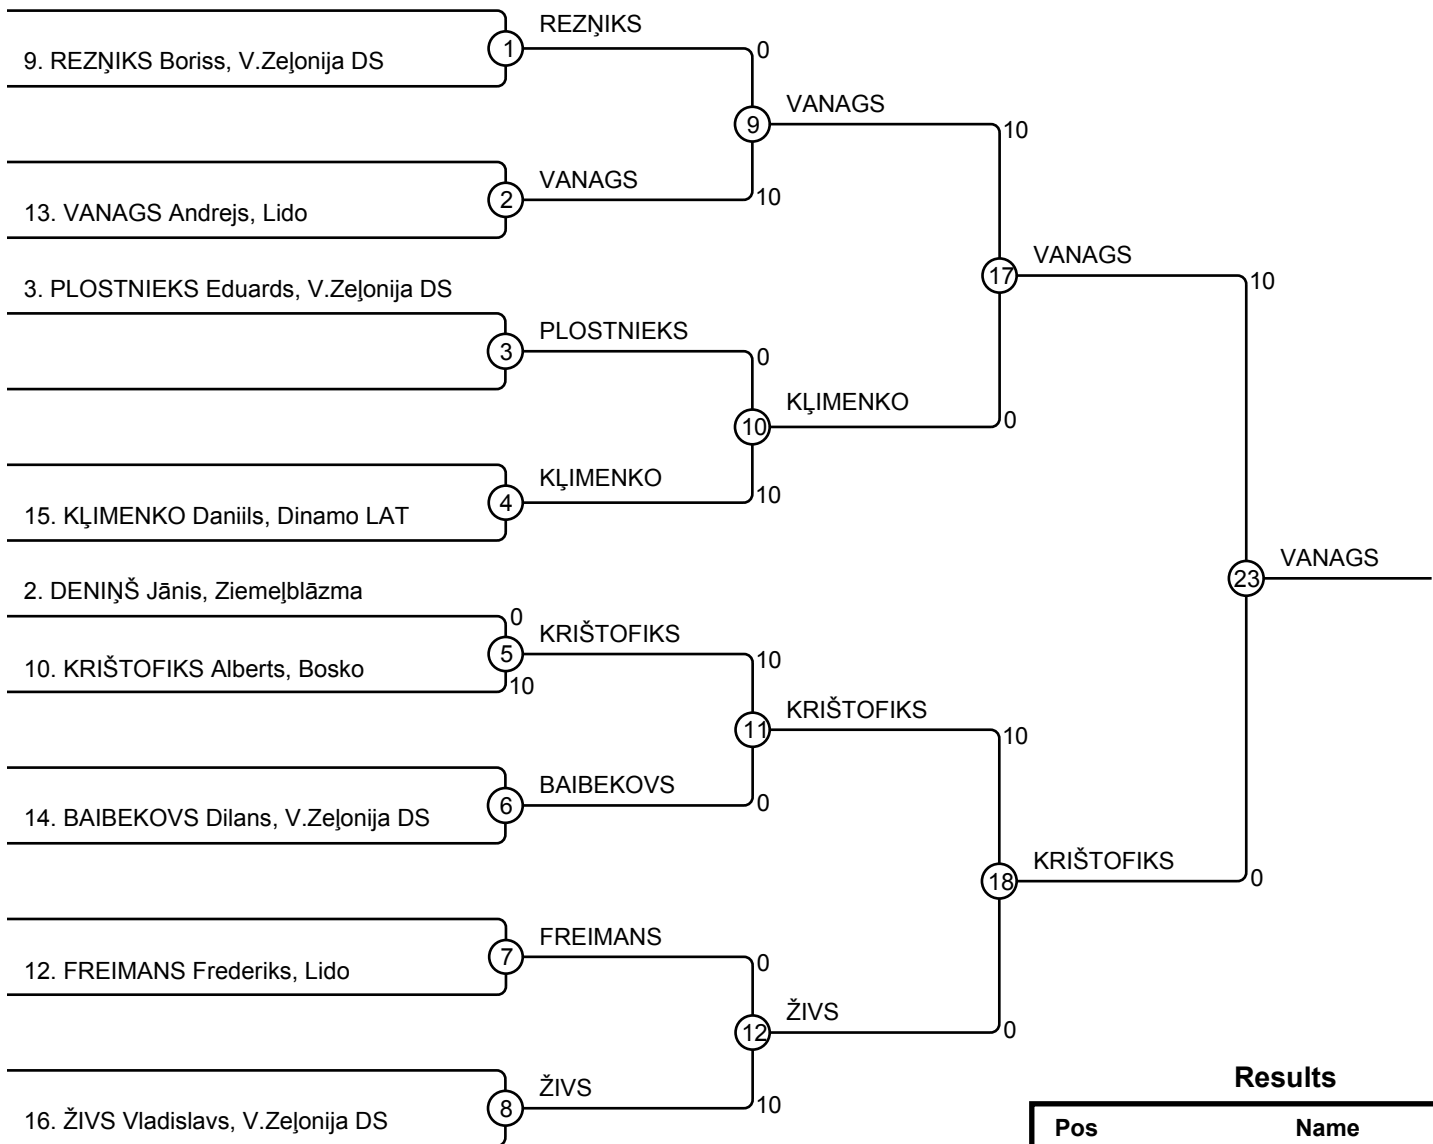 REZŅIKS
0
9. REZŅIKS Boriss, V.Zeļonija DS
1
VANAGS
9
10
VANAGS
2
10
13. VANAGS Andrejs, Lido
VANAGS
17
10
3. PLOSTNIEKS Eduards, V.Zeļonija DS
PLOSTNIEKS
3
0
KĻIMENKO
10
0
KĻIMENKO
4
10
15. KĻIMENKO Daniils, Dinamo LAT
VANAGS
23
2. DENIŅŠ Jānis, Ziemeļblāzma
0
KRIŠTOFIKS
5
10
10. KRIŠTOFIKS Alberts, Bosko
10
KRIŠTOFIKS
11
10
BAIBEKOVS
6
0
14. BAIBEKOVS Dilans, V.Zeļonija DS
KRIŠTOFIKS
18
0
FREIMANS
7
0
12. FREIMANS Frederiks, Lido
ŽIVS
12
0
ŽIVS
8
10
16. ŽIVS Vladislavs, V.Zeļonija DS
Results
Pos Name